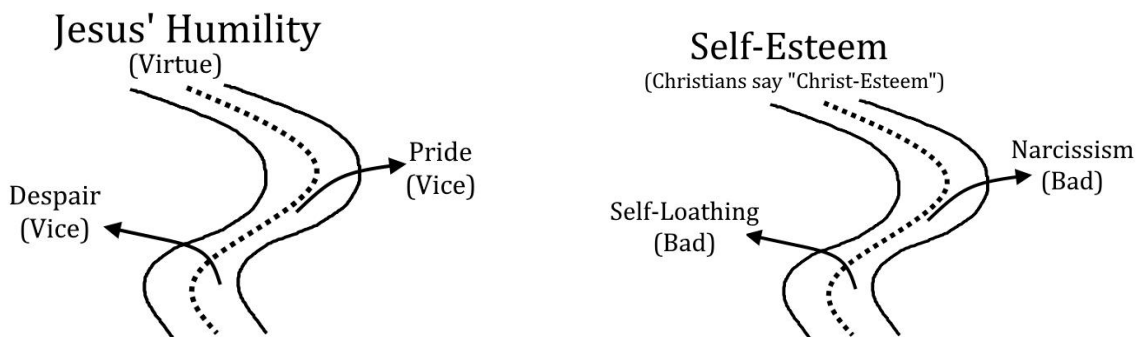 Jesus' Humility
(Virtue)
Pride
(Vice)
Despair
(Vice)
Self-Esteem
(Christians say "Christ-Esteem")
Narcissism
(Bad)
Self-Loathing
(Bad)